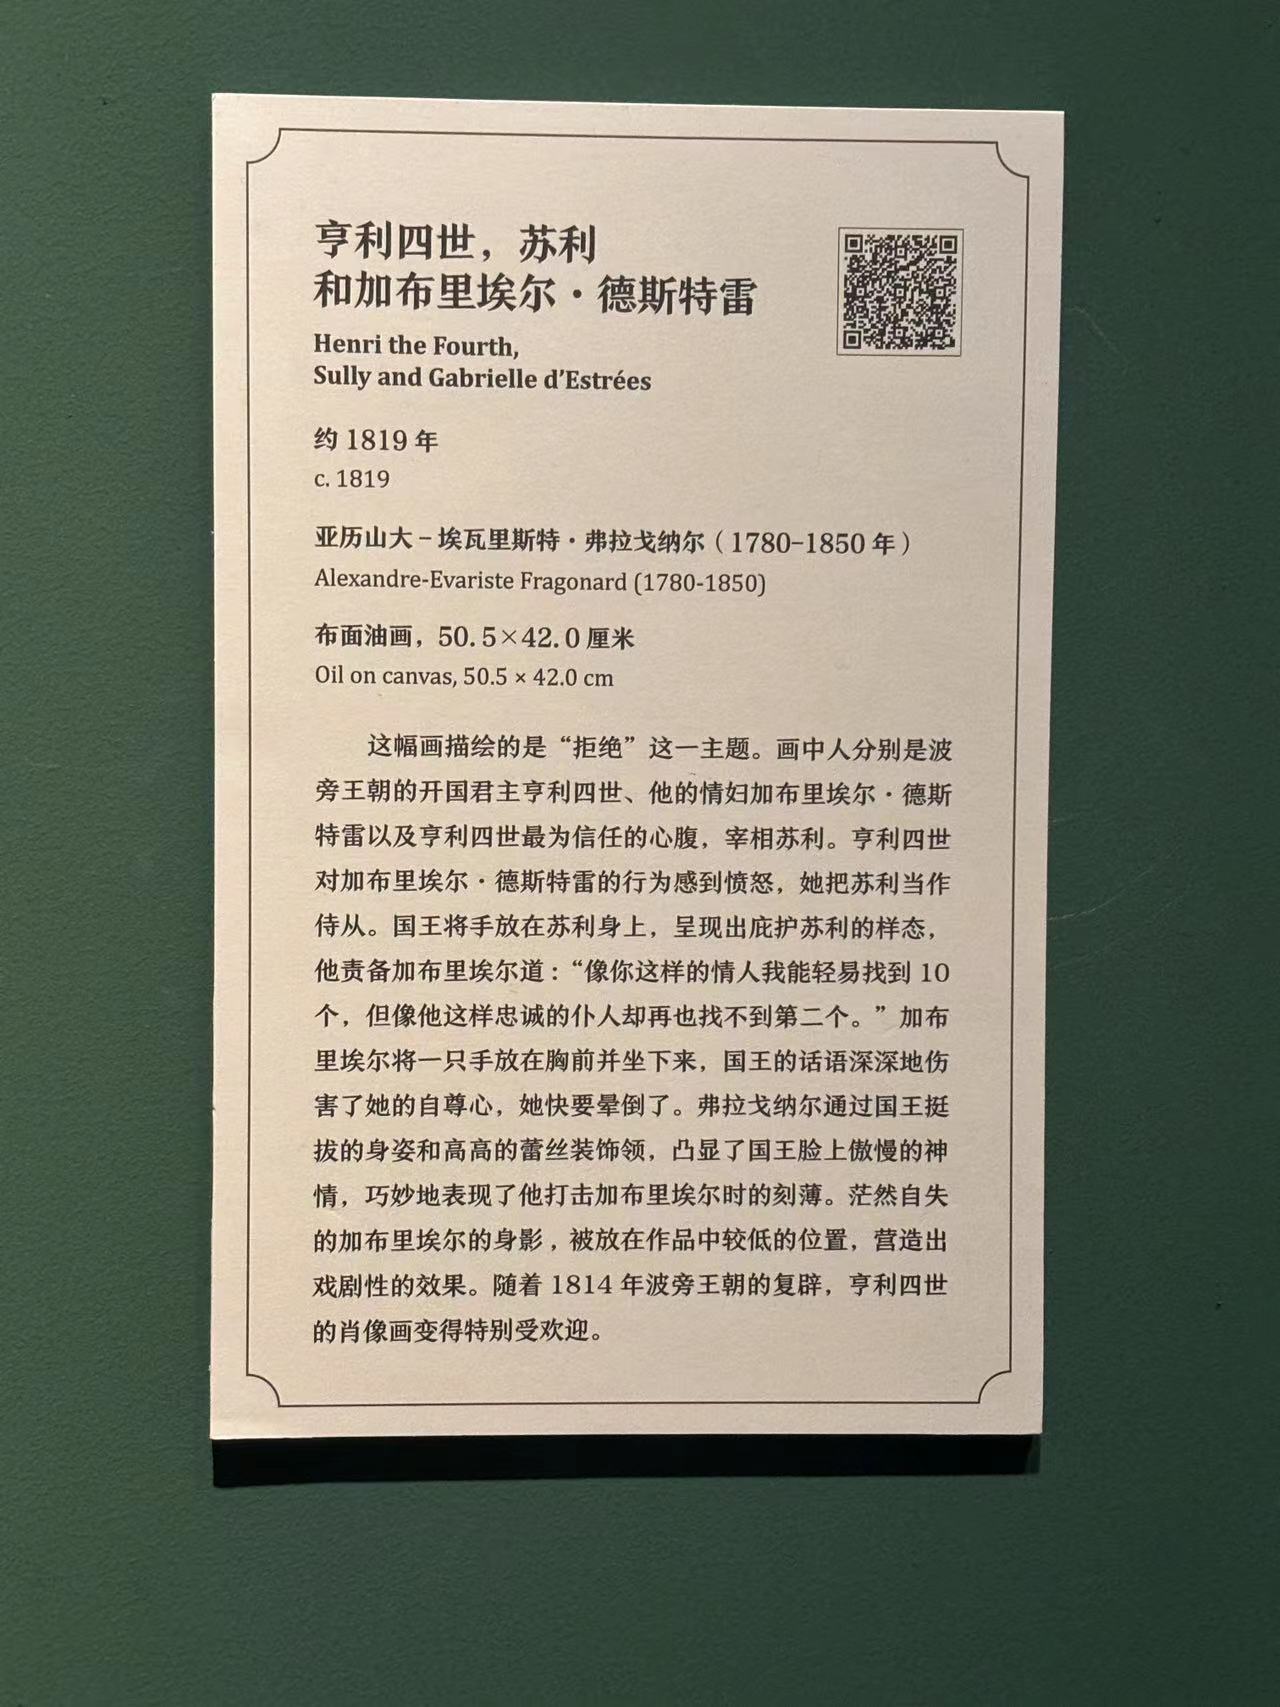 亨利四世，苏利
和加布里埃尔·德斯特雷
Henri the Fourth,
Sully and Gabrielle d’Estrées
约 1819 年
c. 1819
亚历山大-埃瓦里斯特·弗拉戈纳尔（1780-1850 年）
Alexandre-Evariste Fragonard (1780-1850)
布面油画，50.5×42.0 厘米
Oil on canvas, 50.5 × 42.0 cm
这幅画描绘的是“拒绝”这一主题。画中人分别是波
旁王朝的开国君主亨利四世、他的情妇加布里埃尔·德斯
特雷以及亨利四世最为信任的心腹，宰相苏利。亨利四世
对加布里埃尔·德斯特雷的行为感到愤怒，她把苏利当作
侍从。国王将手放在苏利身上，呈现出庇护苏利的样态，
他责备加布里埃尔道：“像你这样的情人我能轻易找到 10
个，但像他这样忠诚的仆人却再也找不到第二个。”加布
里埃尔将一只手放在胸前并坐下来，国王的话语深深地伤
害了她的自尊心，她快要晕倒了。弗拉戈纳尔通过国王挺
拔的身姿和高高的蕾丝装饰领，凸显了国王脸上傲慢的神
情，巧妙地表现了他打击加布里埃尔时的刻薄。茫然自失
的加布里埃尔的身影，被放在作品中较低的位置，营造出
戏剧性的效果。随着 1814 年波旁王朝的复辟，亨利四世
的肖像画变得特别受欢迎。